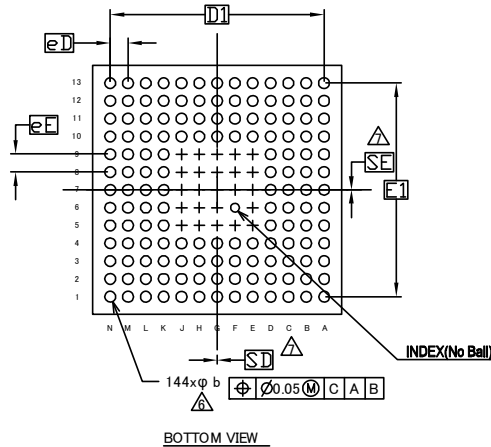 D1
eD
13
12
11
10
9
8
7
6
5
4
3
2
1
eE
7
SE
E1
N M L K J H G F E D C B A
SD
7
INDEX(No Ball)
144xφ b
6
⌖ Ø0.05 Ⓜ C A B
BOTTOM VIEW